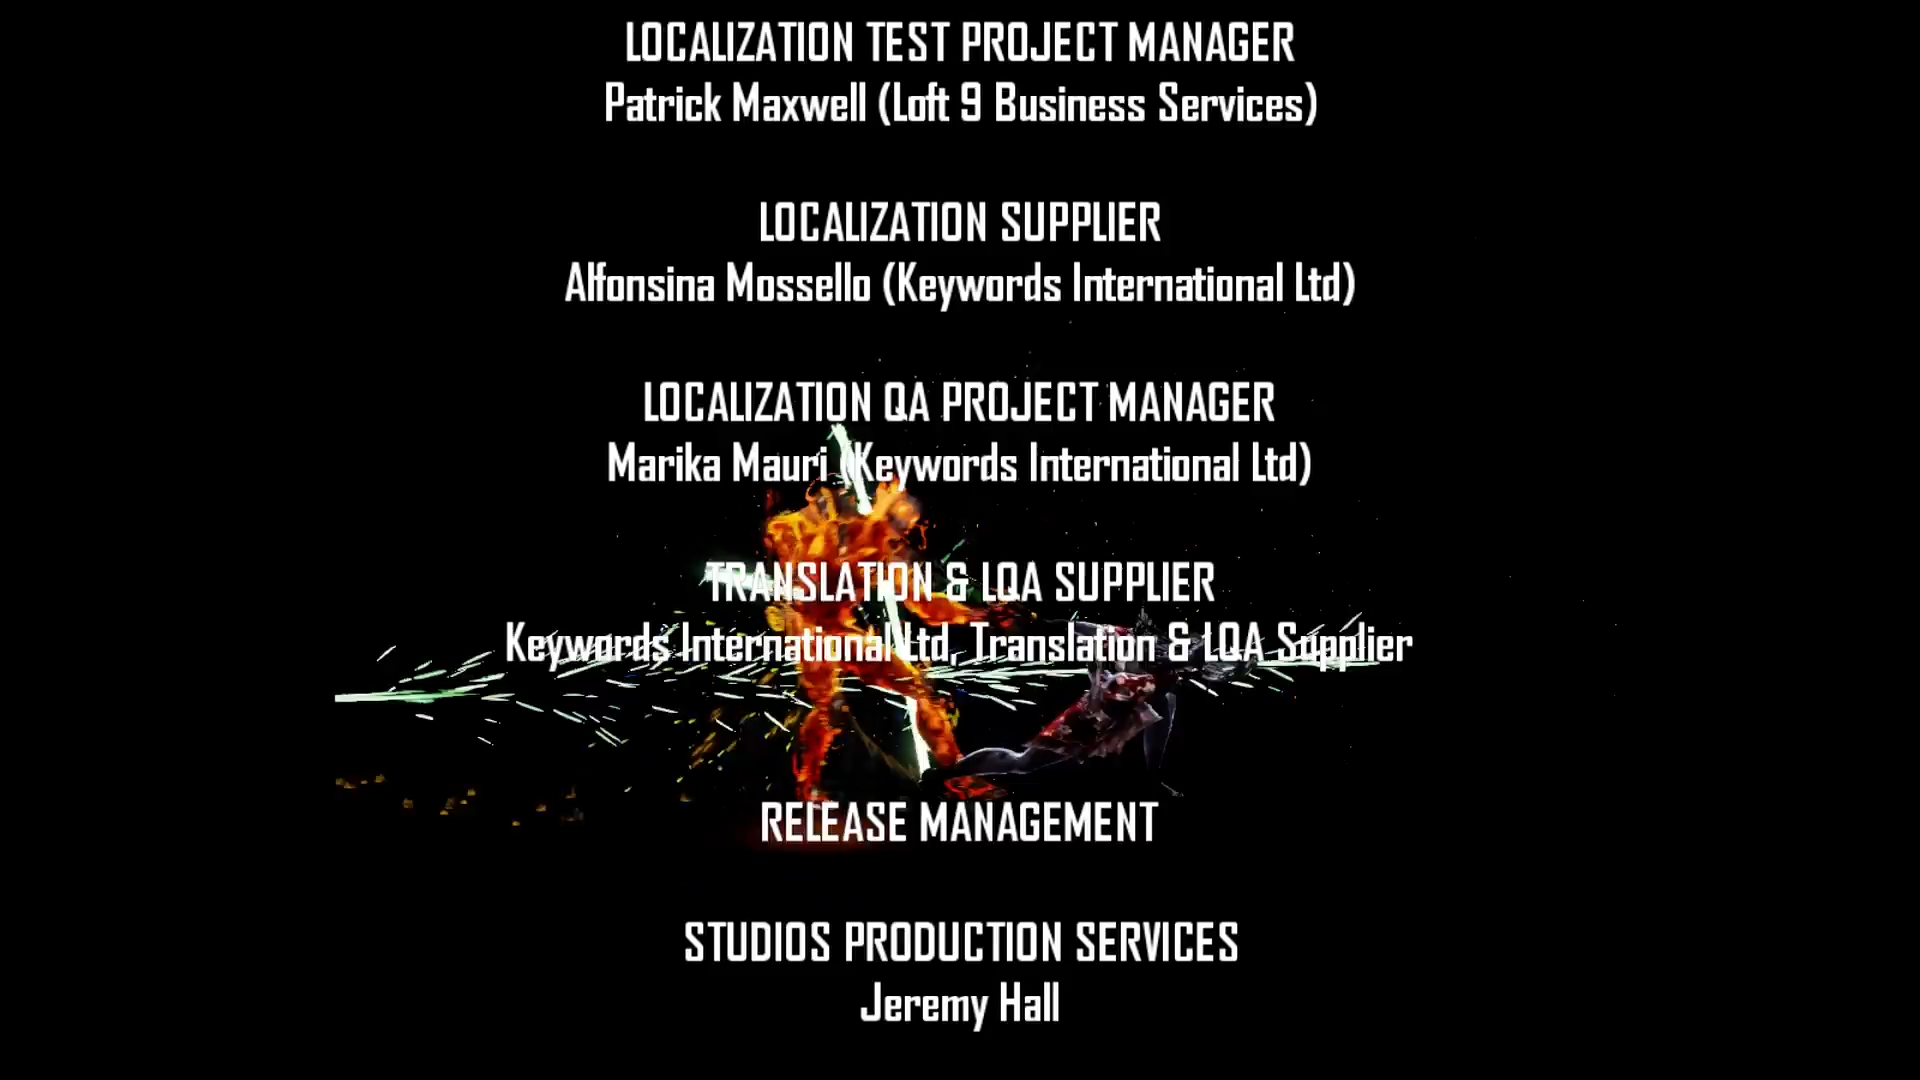 LOCALIZATION TEST PROJECT MANAGER
Patrick Maxwell (Loft 9 Business Services)
LOCALIZATION SUPPLIER
Alfonsina Mossello (Keywords International Ltd)
LOCALIZATION QA PROJECT MANAGER
Marika Mauri (Keywords International Ltd)
TRANSLATION & LQA SUPPLIER
Keywords International Ltd, Translation & LQA Supplier
RELEASE MANAGEMENT
STUDIOS PRODUCTION SERVICES
Jeremy Hall